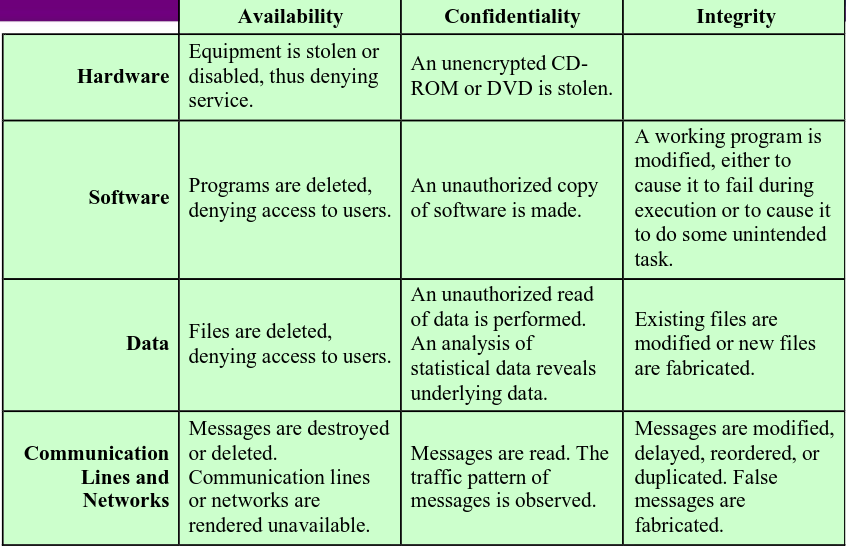 Availability
Confidentiality
Integrity
Hardware
Equipment is stolen or
disabled, thus denying
service.
An unencrypted CD-
ROM or DVD is stolen.
Software
Programs are deleted,
denying access to users.
An unauthorized copy
of software is made.
A working program is
modified, either to
cause it to fail during
execution or to cause it
to do some unintended
task.
Data
Files are deleted,
denying access to users.
An unauthorized read
of data is performed.
An analysis of
statistical data reveals
underlying data.
Existing files are
modified or new files
are fabricated.
Communication
Lines and
Networks
Messages are destroyed
or deleted.
Communication lines
or networks are
rendered unavailable.
Messages are read. The
traffic pattern of
messages is observed.
Messages are modified,
delayed, reordered, or
duplicated. False
messages are
fabricated.